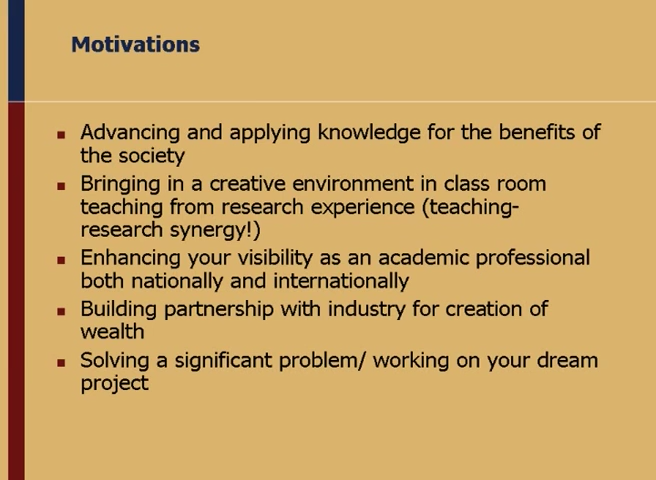 Motivations
Advancing and applying knowledge for the benefits of
the society
Bringing in a creative environment in class room
teaching from research experience (teaching-
research synergy!)
Enhancing your visibility as an academic professional
both nationally and internationally
Building partnership with industry for creation of
wealth
Solving a significant problem/ working on your dream
project